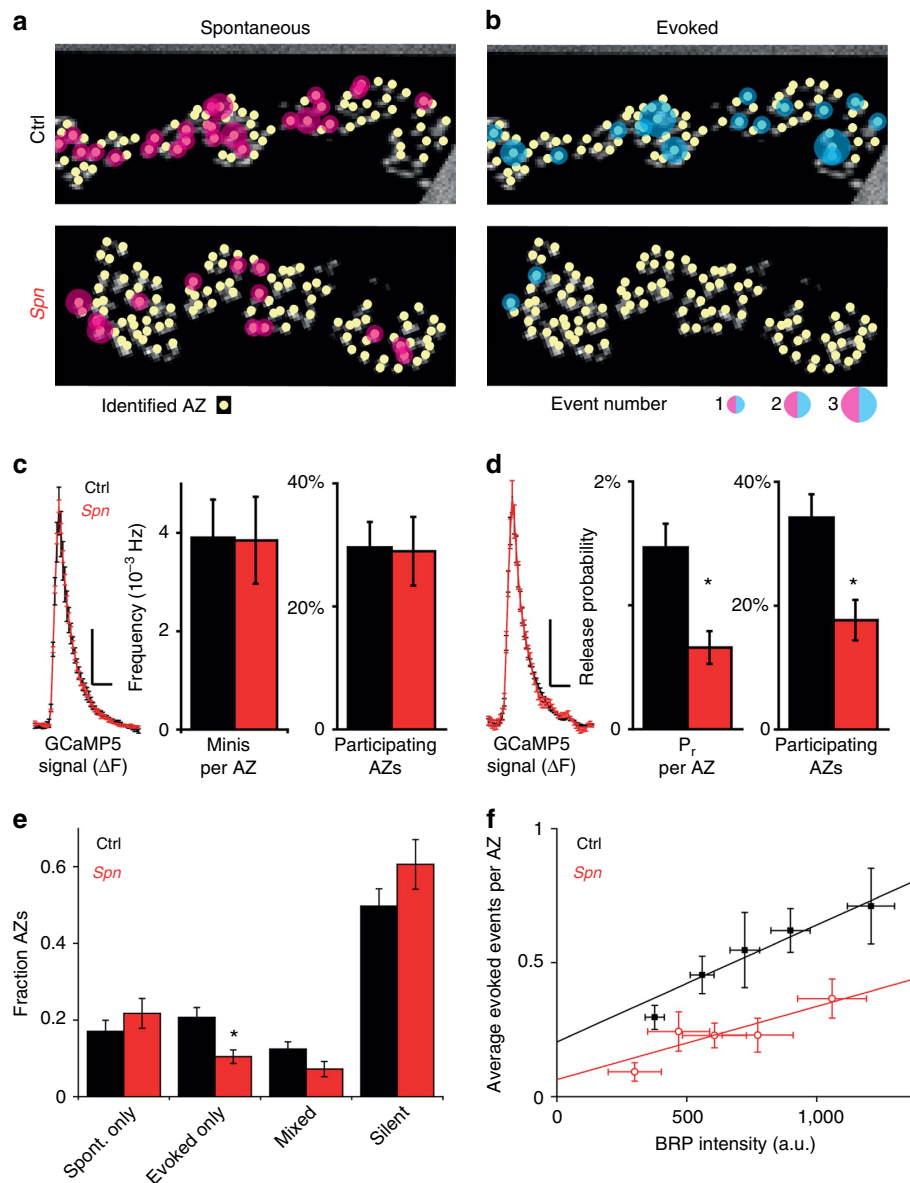 a
Spontaneous
b
Evoked
Ctrl
Spn
Identified AZ
Event number 1 2 3
c
Ctrl
Spn
GCaMP5
signal (ΔF)
Frequency (10⁻³ Hz)
4
2
0
Minis
per AZ
40%
20%
0
Participating
AZs
d
GCaMP5
signal (ΔF)
Release probability
2%
0
*
Pr
per AZ
40%
20%
0
*
Participating
AZs
e
Ctrl
Spn
Fraction AZs
0.6
0.4
0.2
0
*
Spont. only
Evoked only
Mixed
Silent
f
Ctrl
Spn
Average evoked events per AZ
1
0.5
0
0 500 1,000
BRP intensity (a.u.)